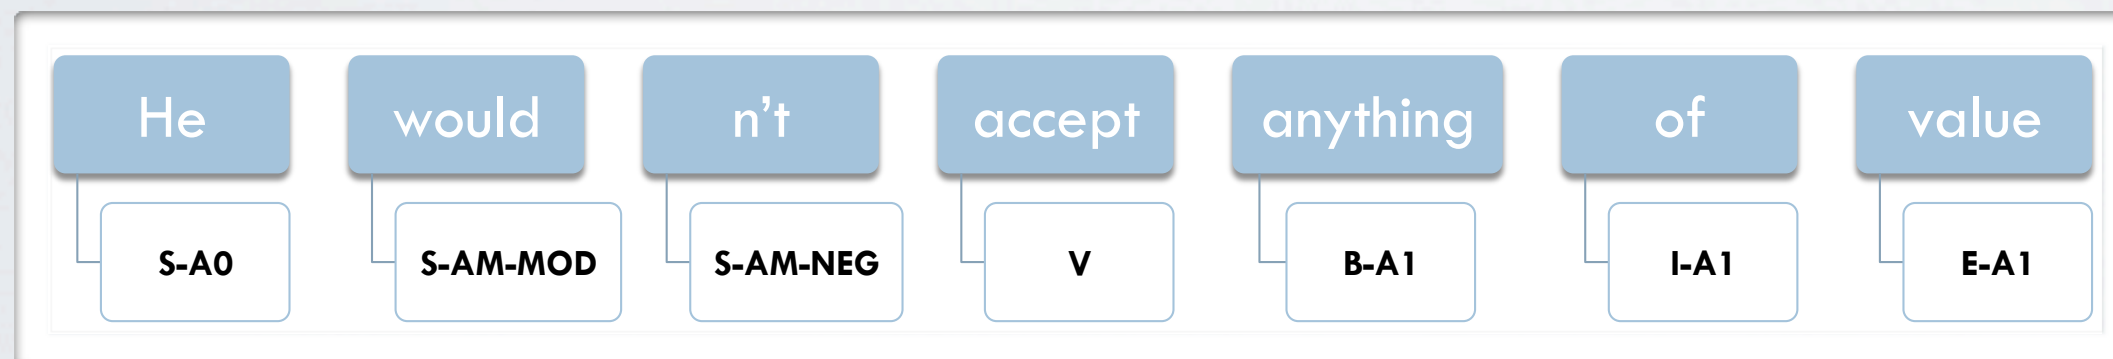 He would n’t accept anything of value
S-A0 S-AM-MOD S-AM-NEG V B-A1 I-A1 E-A1